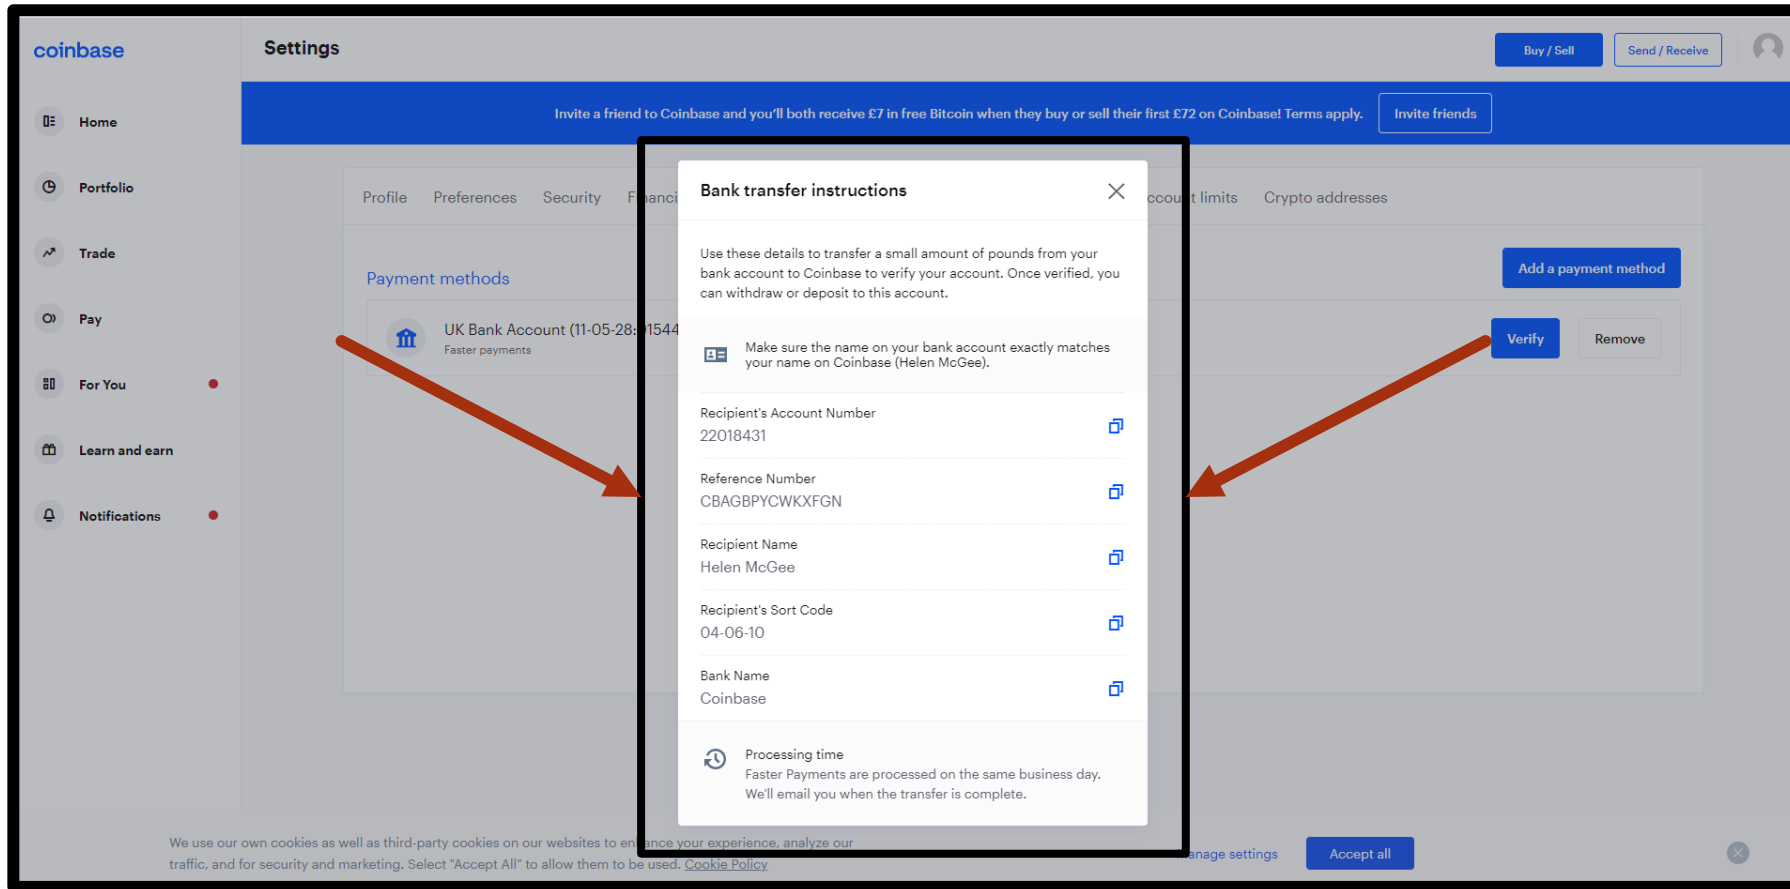 coinbase
Settings
Buy / Sell
Send / Receive
Home
Portfolio
Trade
Pay
For You
Learn and earn
Notifications
Invite a friend to Coinbase and you'll both receive £7 in free Bitcoin when they buy or sell their first £72 on Coinbase! Terms apply.
Invite friends
Profile Preferences Security Financi ccount limits Crypto addresses
Payment methods
Add a payment method
UK Bank Account (11-05-28: 01544
Faster payments
Verify
Remove
Bank transfer instructions
Use these details to transfer a small amount of pounds from your
bank account to Coinbase to verify your account. Once verified, you
can withdraw or deposit to this account.
Make sure the name on your bank account exactly matches
your name on Coinbase (Helen McGee).
Recipient's Account Number
22018431
Reference Number
CBAGBPYCWKXFGN
Recipient Name
Helen McGee
Recipient's Sort Code
04-06-10
Bank Name
Coinbase
Processing time
Faster Payments are processed on the same business day.
We'll email you when the transfer is complete.
We use our own cookies as well as third-party cookies on our websites to enhance your experience, analyze our
traffic, and for security and marketing. Select "Accept All" to allow them to be used. Cookie Policy
Manage settings
Accept all